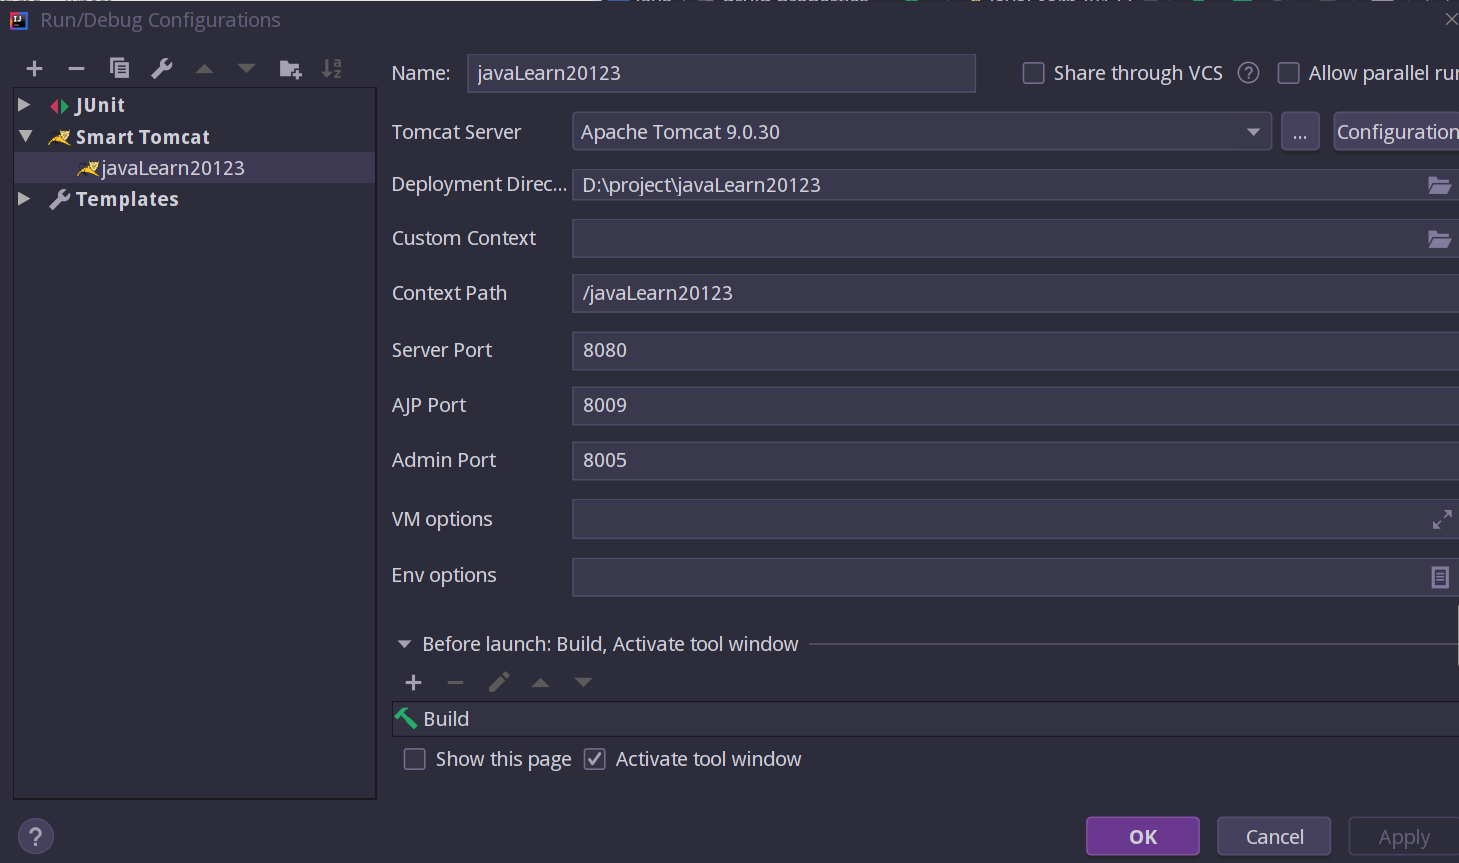 Run/Debug Configurations
Name: javaLearn20123 Share through VCS ? Allow parallel
JUnit
Smart Tomcat
javaLearn20123
Templates
Tomcat Server Apache Tomcat 9.0.30 ... Configuration
Deployment Direc... D:\project\javaLearn20123
Custom Context
Context Path /javaLearn20123
Server Port 8080
AJP Port 8009
Admin Port 8005
VM options
Env options
Before launch: Build, Activate tool window
Build
Show this page Activate tool window
? OK Cancel Apply